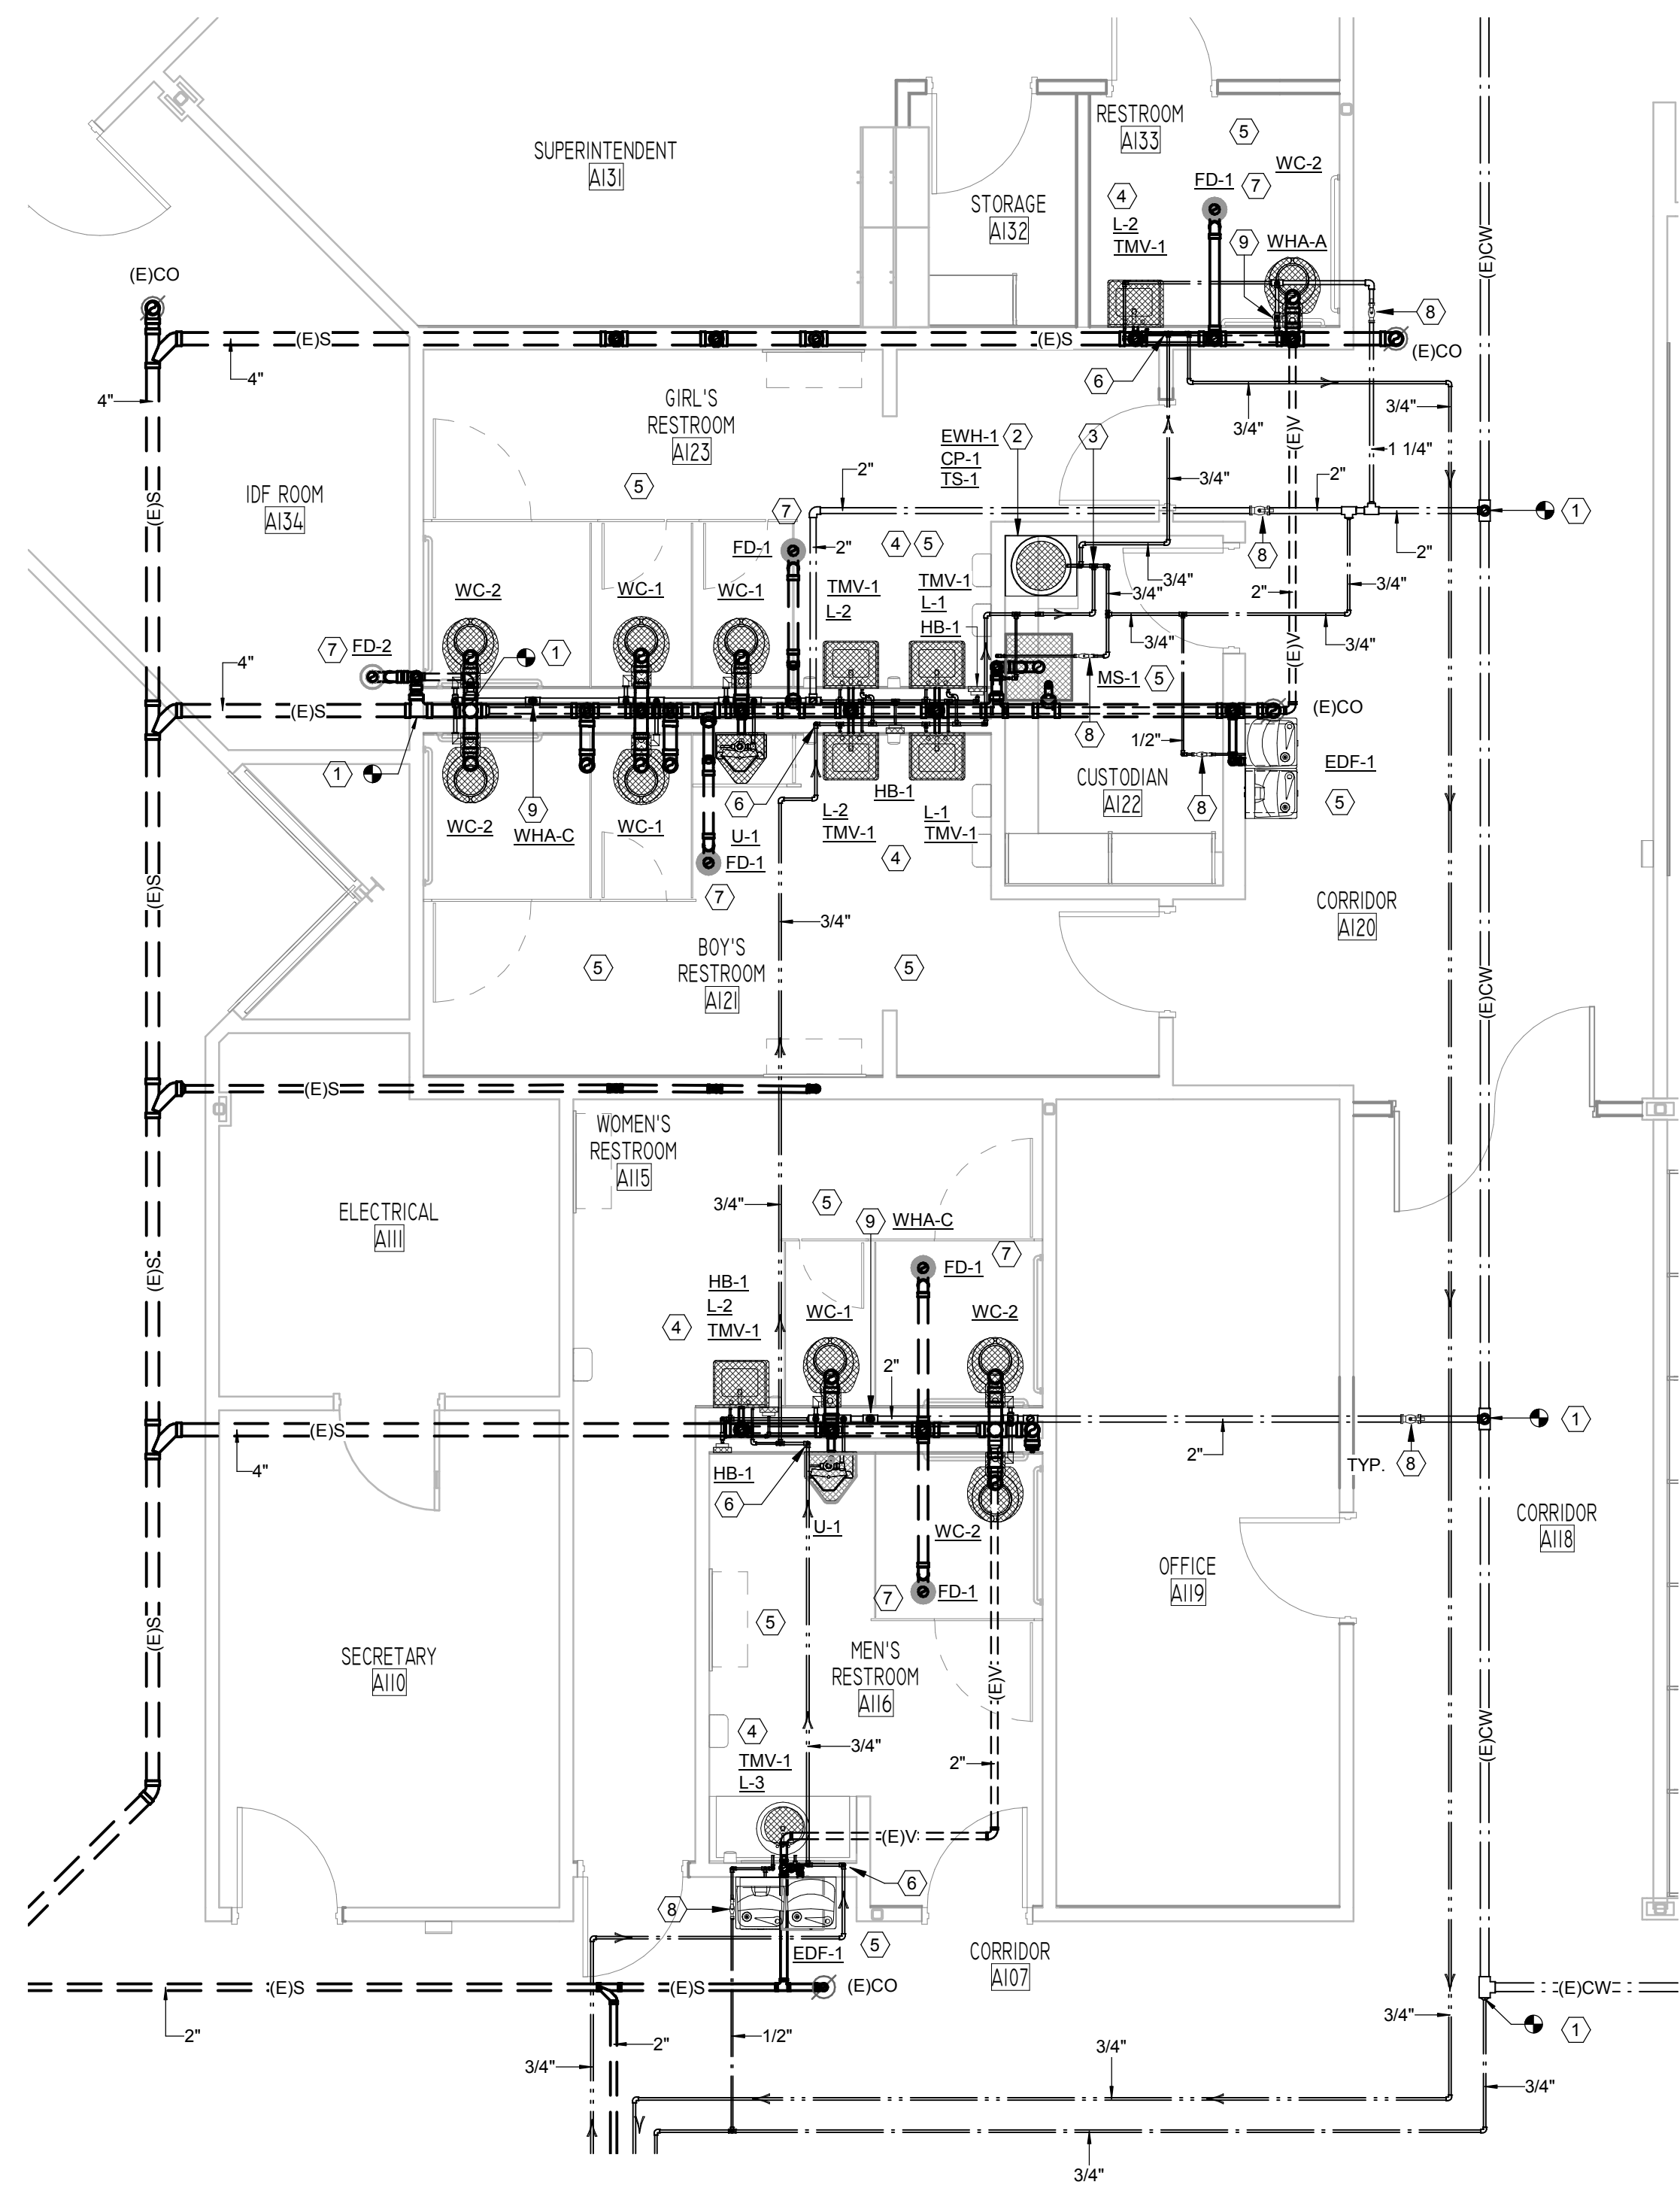 SUPERINTENDENT
A131
RESTROOM
A133
5
WC-2
FD-1
7
4
L-2
TMV-1
STORAGE
A132
9
WHA-A
(E)CW
(E)CO
8
(E)S
(E)S
(E)CO
4"
4"
6
3/4"
3/4"
GIRL'S
RESTROOM
A123
EWH-1
2
3
CP-1
TS-1
(E)V
1 1/4"
2"
3/4"
2"
5
IDF ROOM
A134
(E)S
7
1
8
2"
FD-1
2"
4
5
3/4"
3/4"
3/4"
2"
WC-2
WC-1
WC-1
TMV-1
L-2
TMV-1
L-1
HB-1
3/4"
3/4"
7
FD-2
1
(E)V
4"
MS-1
5
(E)S
(E)CO
8
1/2"
1
6
9
CUSTODIAN
A122
8
EDF-1
5
HB-1
WC-2
WHA-C
WC-1
U-1
FD-1
L-2
TMV-1
L-1
TMV-1
4
7
(E)S
3/4"
CORRIDOR
A120
BOY'S
RESTROOM
A121
5
5
(E)CW
(E)S
WOMEN'S
RESTROOM
A115
ELECTRICAL
A111
3/4"
5
9
WHA-C
7
(E)S
FD-1
HB-1
L-2
TMV-1
4
WC-1
WC-2
2"
(E)S
4"
2"
1
TYP.
8
HB-1
6
U-1
WC-2
CORRIDOR
A118
OFFICE
A119
7
FD-1
5
(E)S
SECRETARY
A110
MEN'S
RESTROOM
A116
(E)V
4
TMV-1
L-3
3/4"
2"
(E)CW
(E)V
6
8
EDF-1
5
CORRIDOR
A107
(E)S
(E)S
(E)CO
(E)CW
2"
2"
1/2"
3/4"
3/4"
3/4"
1
3/4"
3/4"